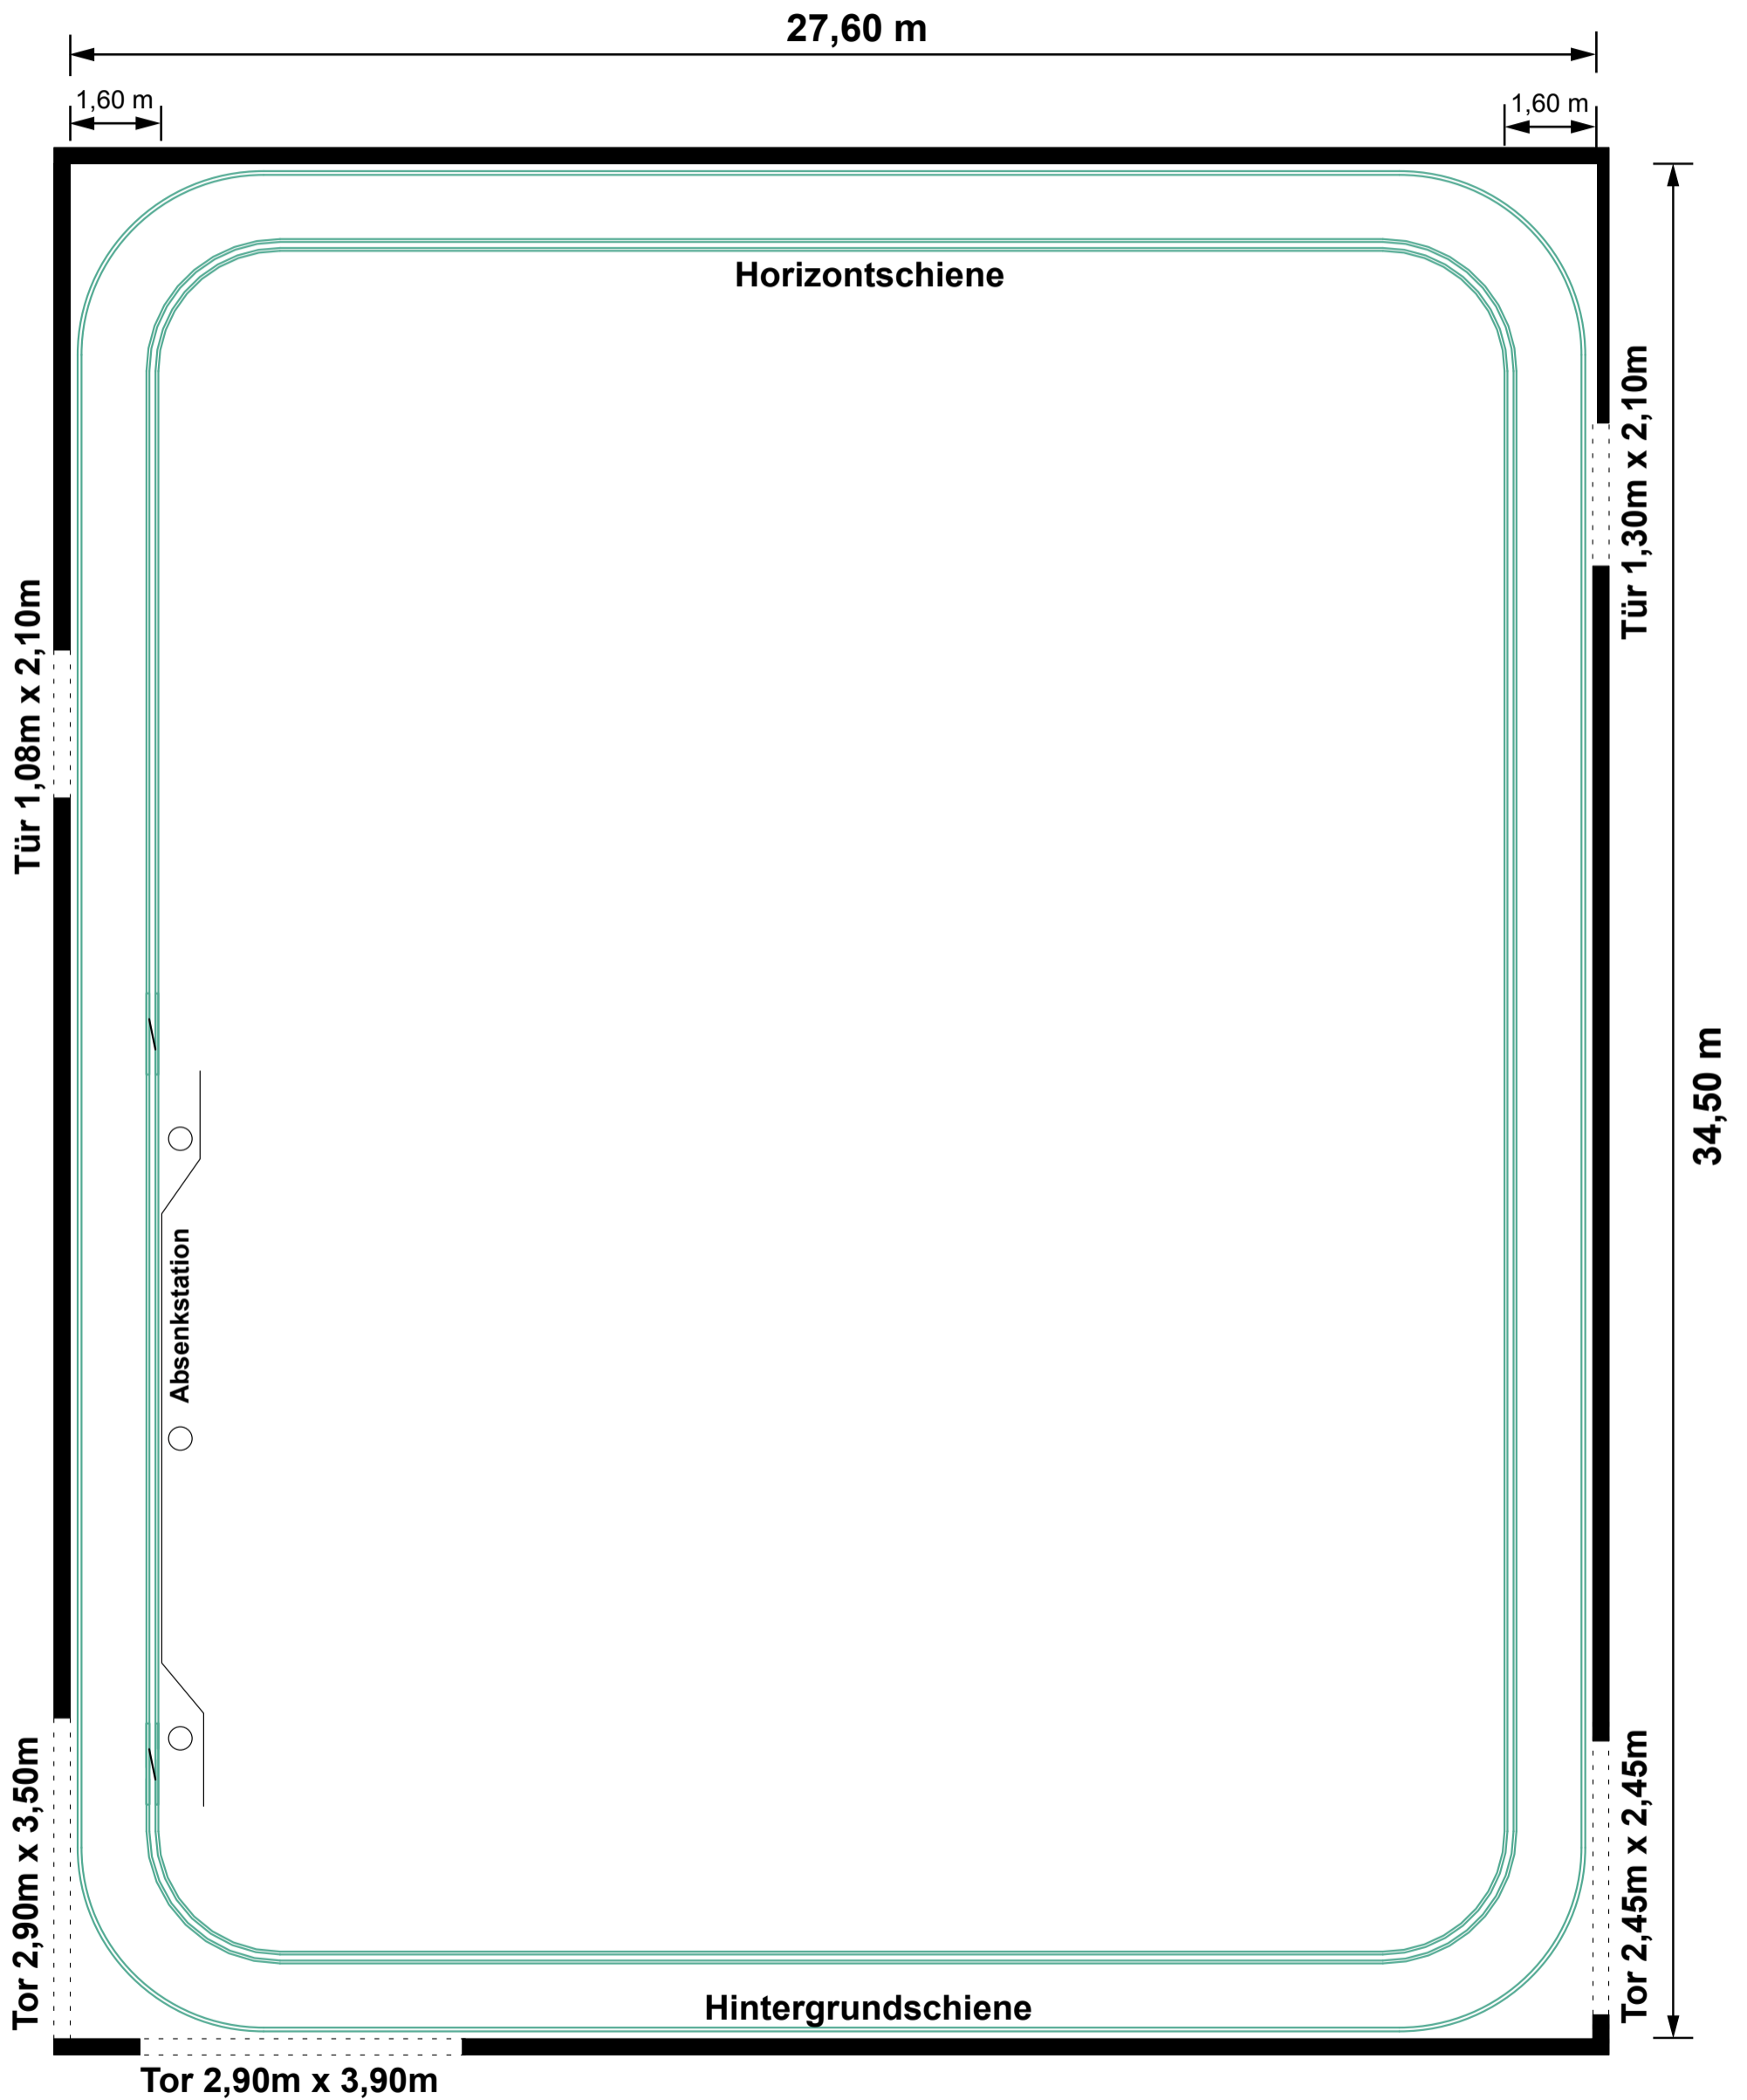 27,60 m
1,60 m
1,60 m
Horizontschiene
Tür 1,30m x 2,10m
Tür 1,08m x 2,10m
34,50 m
Absenkstation
Tor 2,90m x 3,50m
Tor 2,45m x 2,45m
Hintergrundschiene
Tor 2,90m x 3,90m